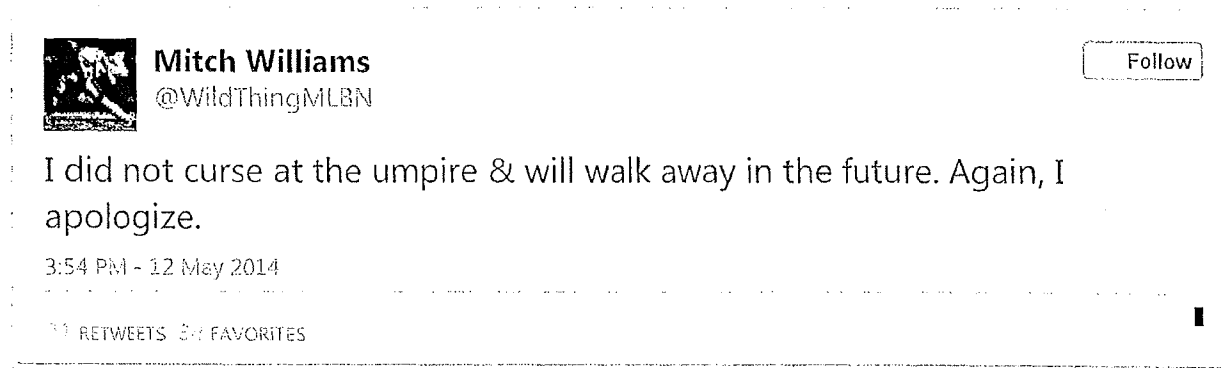 Mitch Williams
Follow
@WildThingMLBN
I did not curse at the umpire & will walk away in the future. Again, I
apologize.
3:54 PM - 12 May 2014
RETWEETS FAVORITES